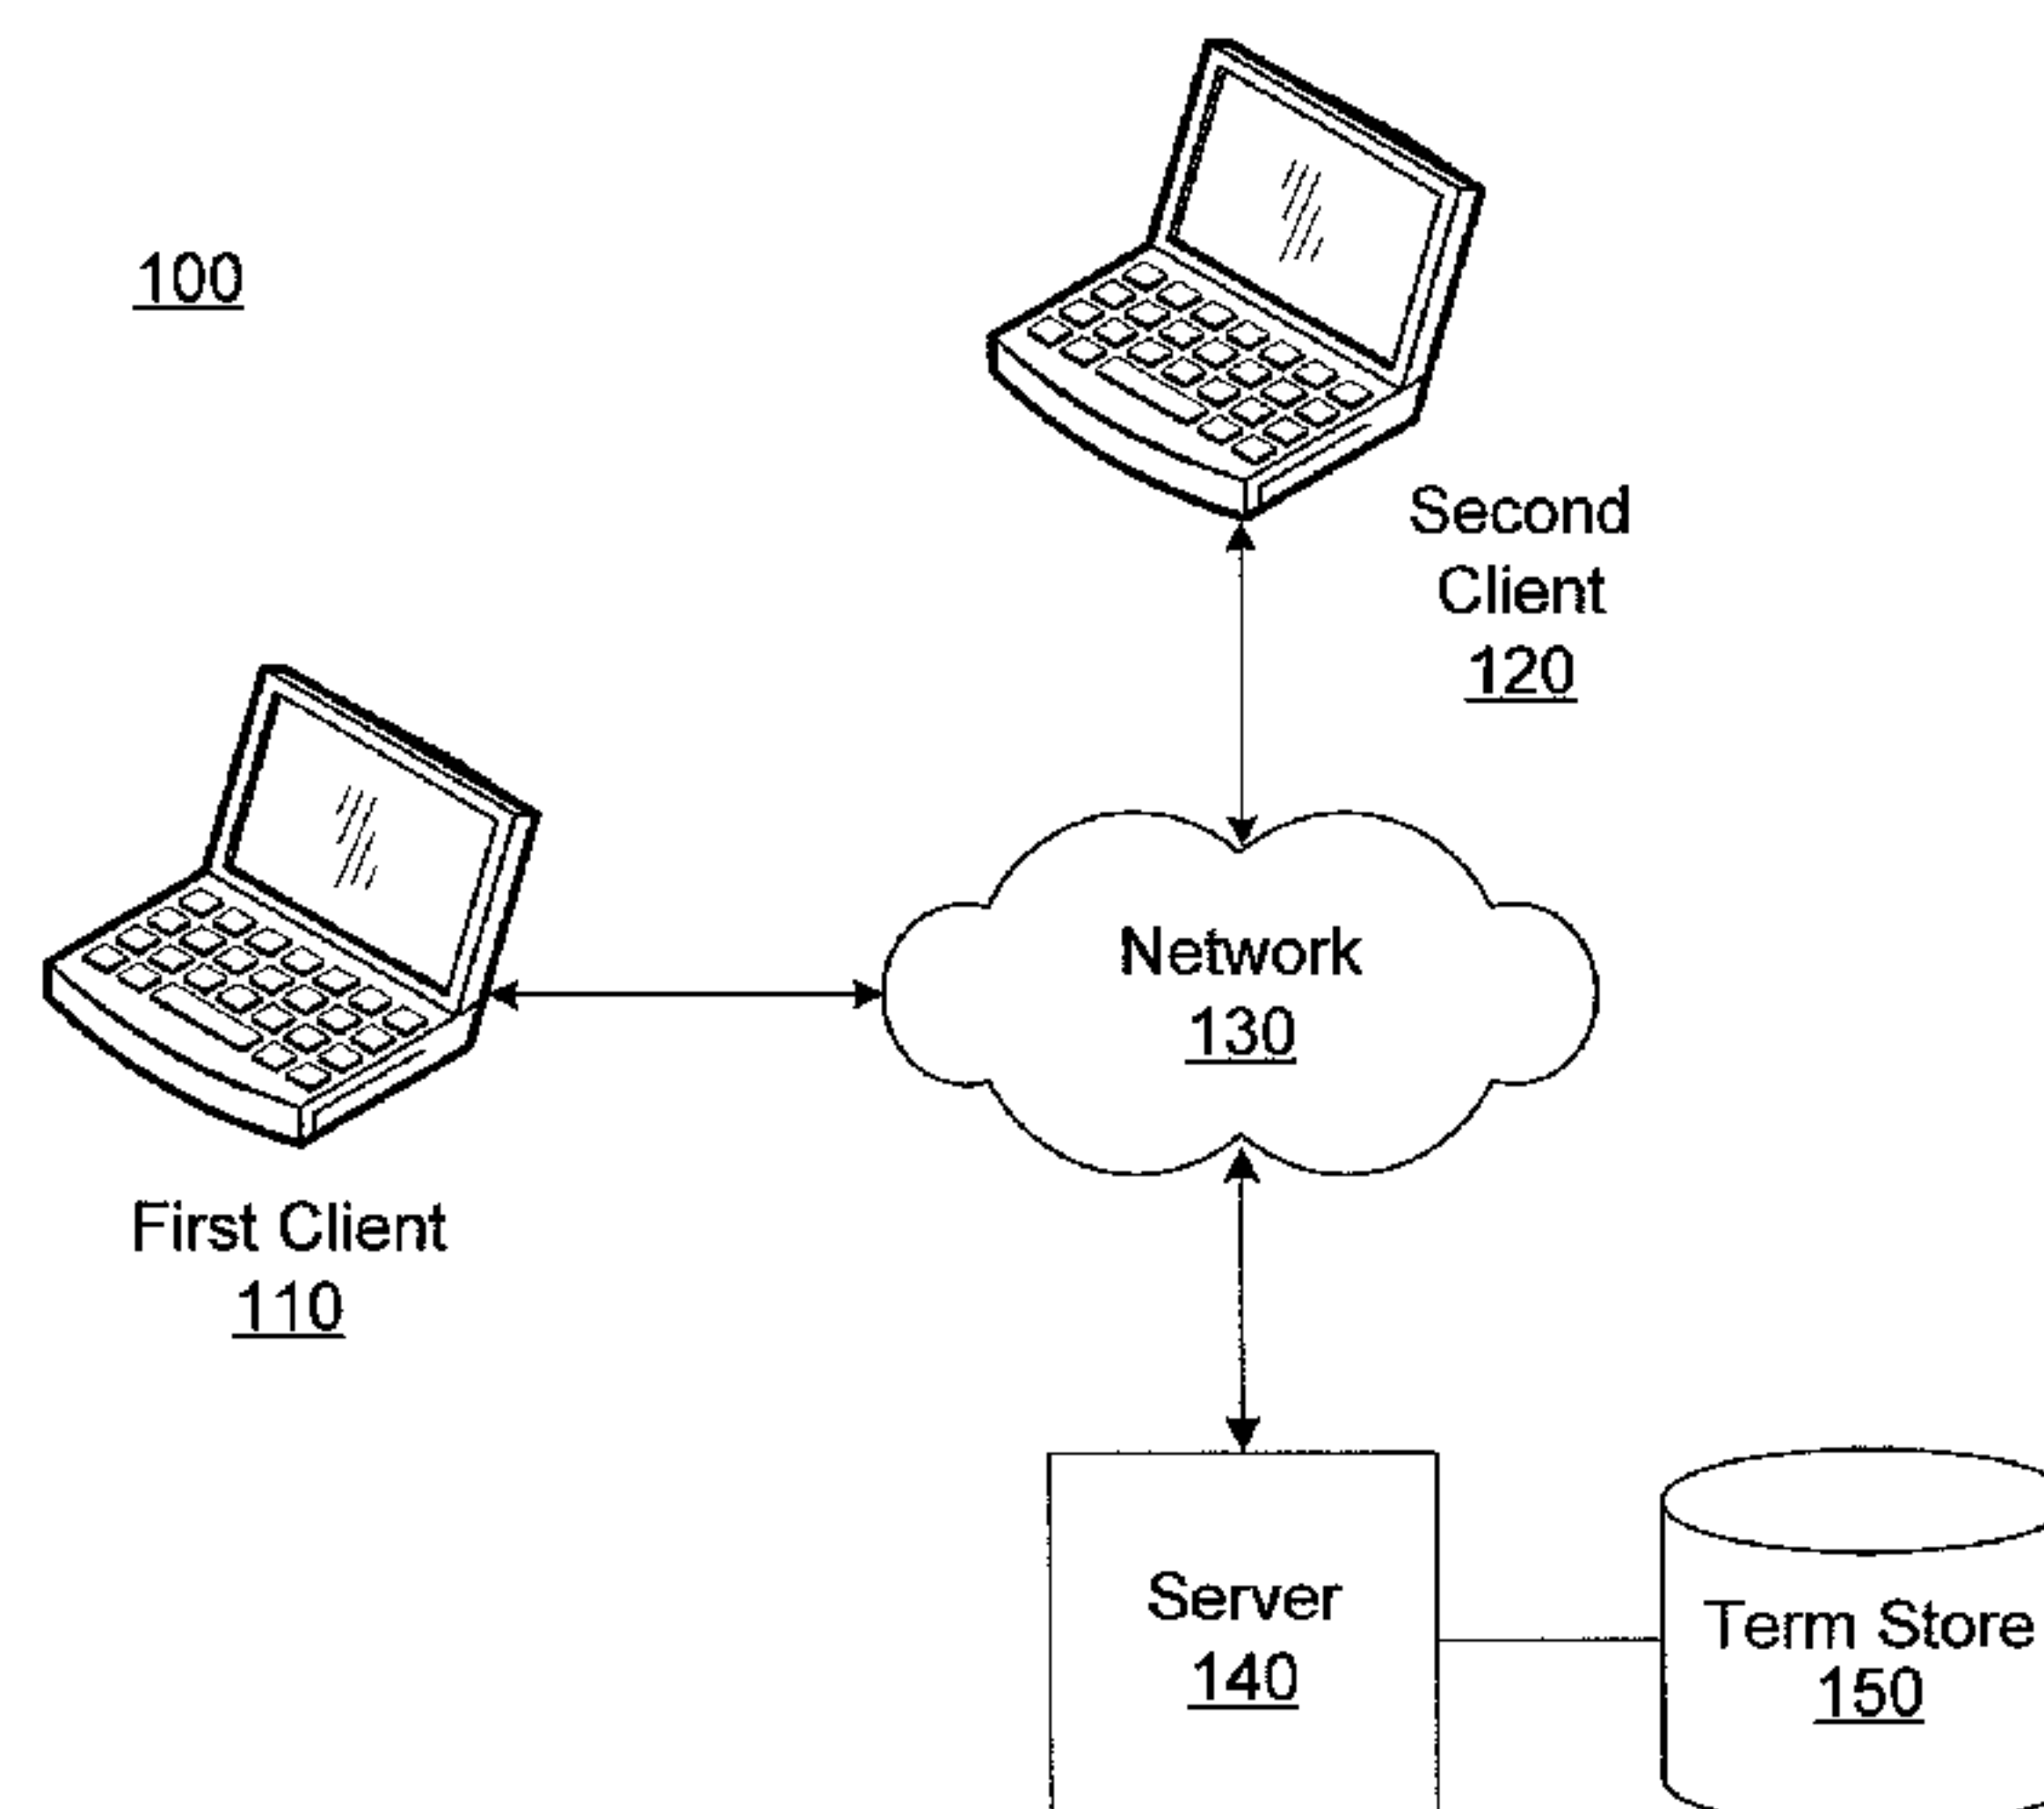 100
Second
Client
120
Network
130
First Client
110
Server
140
Term Store
150